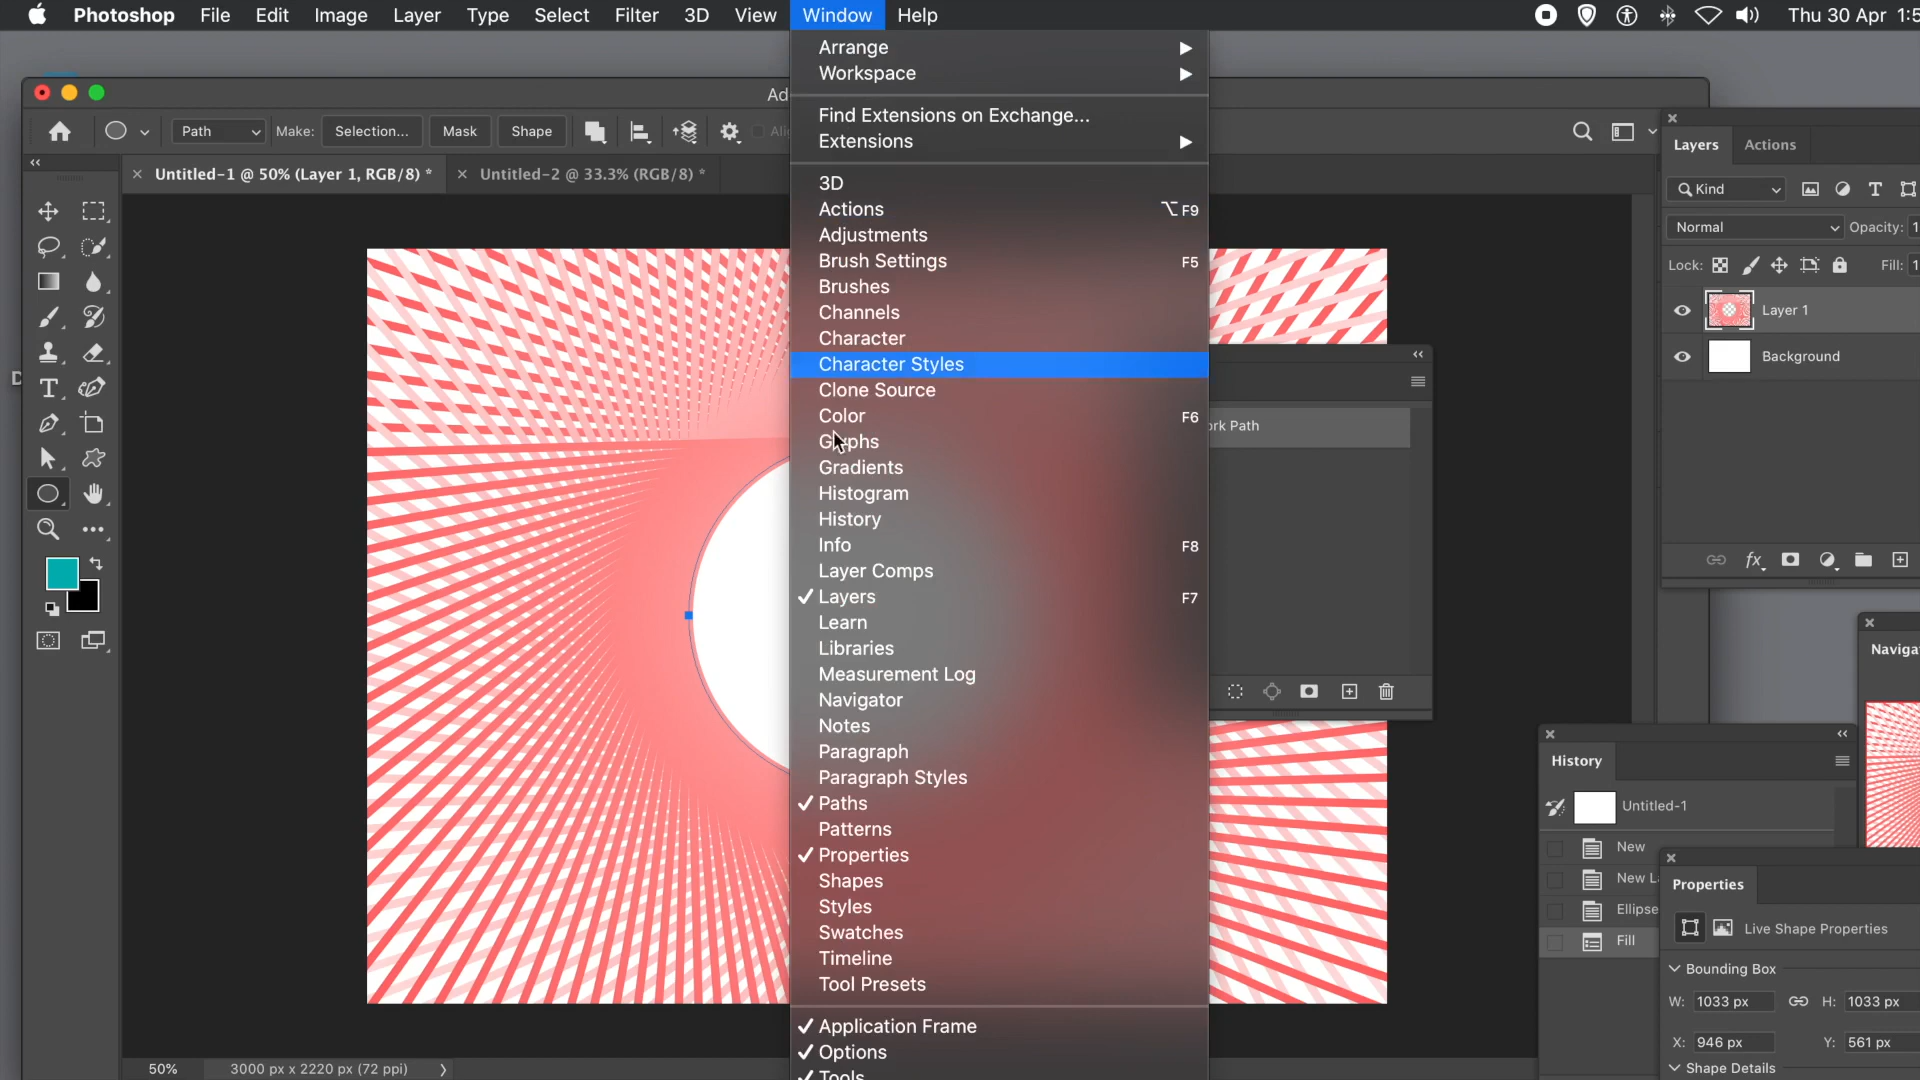 Photoshop File Edit Image Layer Type Select Filter 3D View Window Help Thu 30 Apr 1:5
Path Make: Selection... Mask Shape
Untitled-1 @ 50% (Layer 1, RGB/8) * Untitled-2 @ 33.3% (RGB/8) *
Arrange
Workspace
Find Extensions on Exchange...
Extensions
3D
Actions ⌥F9
Adjustments
Brush Settings F5
Brushes
Channels
Character
Character Styles
Clone Source
Color F6
Glyphs
Gradients
Histogram
History
Info F8
Layer Comps
Layers F7
Learn
Libraries
Measurement Log
Navigator
Notes
Paragraph
Paragraph Styles
Paths
Patterns
Properties
Shapes
Styles
Swatches
Timeline
Tool Presets
Application Frame
Options
Tools
Layers Actions
Kind
Normal Opacity: 1
Lock: Fill: 1
Layer 1
Background
ork Path
Naviga
History
Untitled-1
New
New La
Ellipse
Fill
Properties
Live Shape Properties
Bounding Box
W: 1033 px H: 1033 px
X: 946 px Y: 561 px
Shape Details
50% 3000 px x 2220 px (72 ppi)